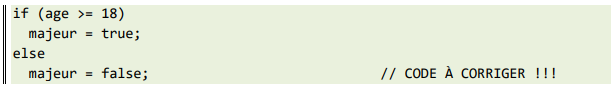 if (age >= 18)
majeur = true;
else
majeur = false; // CODE À CORRIGER !!!